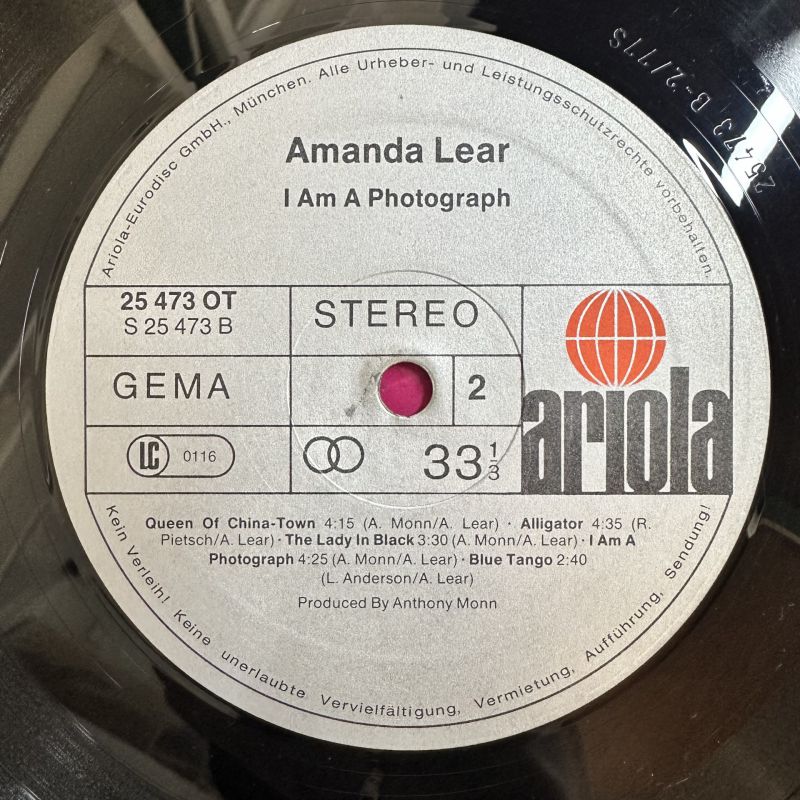 Ariola-Eurodisc GmbH., München. Alle Urheber- und Leistungsschutzrechte vorbehalten.
25473 B-2/77S
Amanda Lear
I Am A Photograph
25 473 OT
S 25 473 B
STEREO
GEMA
2
ariola
LC 0116
33 1/3
Queen Of China-Town 4:15 (A. Monn/A. Lear) · Alligator 4:35 (R.
Pietsch/A. Lear) · The Lady In Black 3:30 (A. Monn/A. Lear) · I Am A
Photograph 4:25 (A. Monn/A. Lear) · Blue Tango 2:40
(L. Anderson/A. Lear)
Produced By Anthony Monn
Kein Verleih! Keine unerlaubte Vervielfältigung, Vermietung, Aufführung, Sendung!